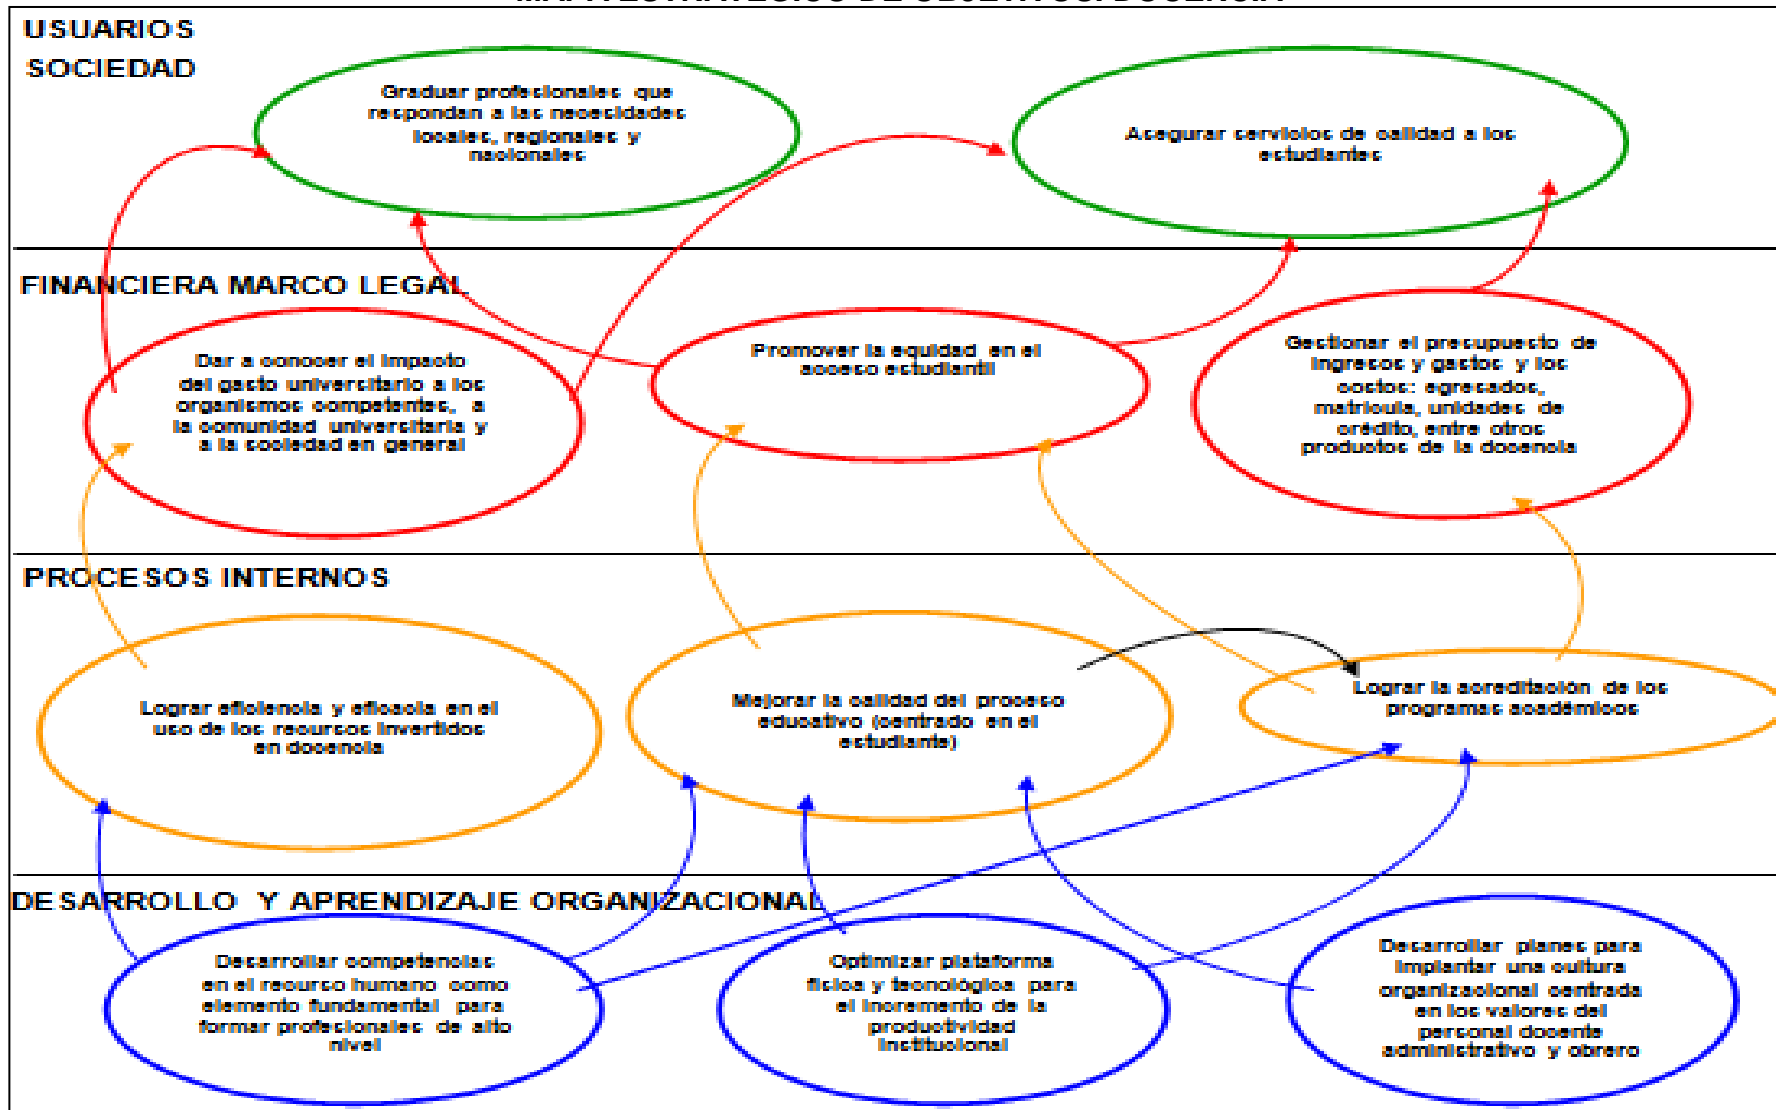 MAPA ESTRATÉGICO DE OBJETIVOS: DOCENCIA
USUARIOS
SOCIEDAD
Graduar profesionales que
respondan a las necesidades
locales, regionales y
nacionales
Asegurar servicios de calidad a los
estudiantes
FINANCIERA MARCO LEGAL
Dar a conocer el impacto
del gasto universitario a los
organismos competentes, a
la comunidad universitaria y
a la sociedad en general
Promover la equidad en el
acceso estudiantil
Gestionar el presupuesto de
ingresos y gastos y los
costos: egresados,
matrícula, unidades de
crédito, entre otros
productos de la docencia
PROCESOS INTERNOS
Lograr eficiencia y eficacia en el
uso de los recursos invertidos
en docencia
Mejorar la calidad del proceso
educativo (centrado en el
estudiante)
Lograr la acreditación de los
programas académicos
DESARROLLO Y APRENDIZAJE ORGANIZACIONAL
Desarrollar competencias
en el recurso humano como
elemento fundamental para
formar profesionales de alto
nivel
Optimizar plataforma
física y tecnológica para
el incremento de la
productividad
institucional
Desarrollar planes para
implantar una cultura
organizacional centrada
en los valores del
personal docente
administrativo y obrero